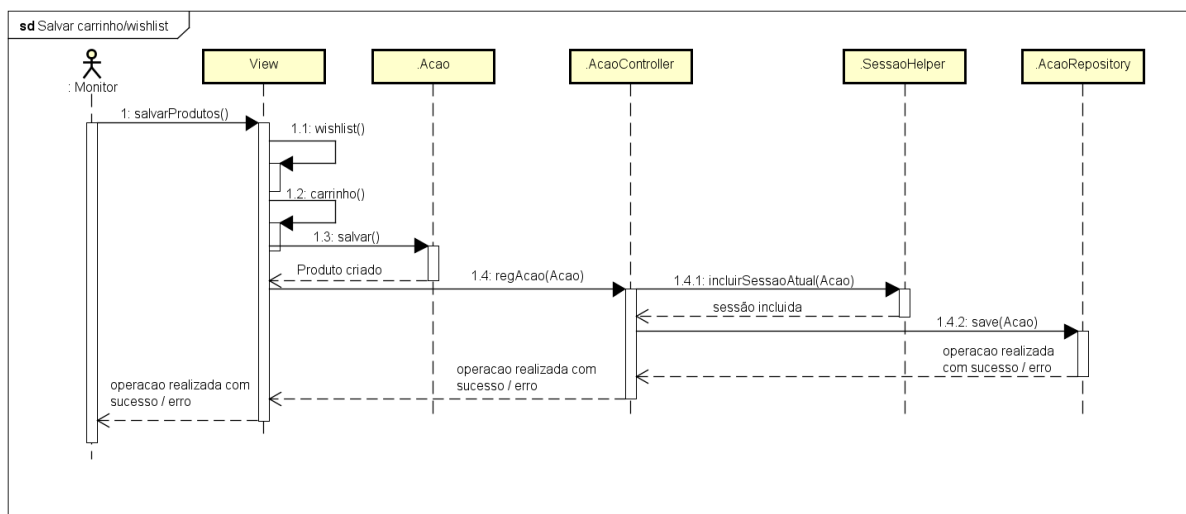 sd Salvar carrinho/wishlist
: Monitor
View
.Acao
.AcaoController
.SessaoHelper
.AcaoRepository
1: salvarProdutos()
1.1: wishlist()
1.2: carrinho()
1.3: salvar()
Produto criado
1.4: regAcao(Acao)
1.4.1: incluirSessaoAtual(Acao)
sessão incluida
1.4.2: save(Acao)
operacao realizada
com sucesso / erro
operacao realizada com
sucesso / erro
operacao realizada com
sucesso / erro